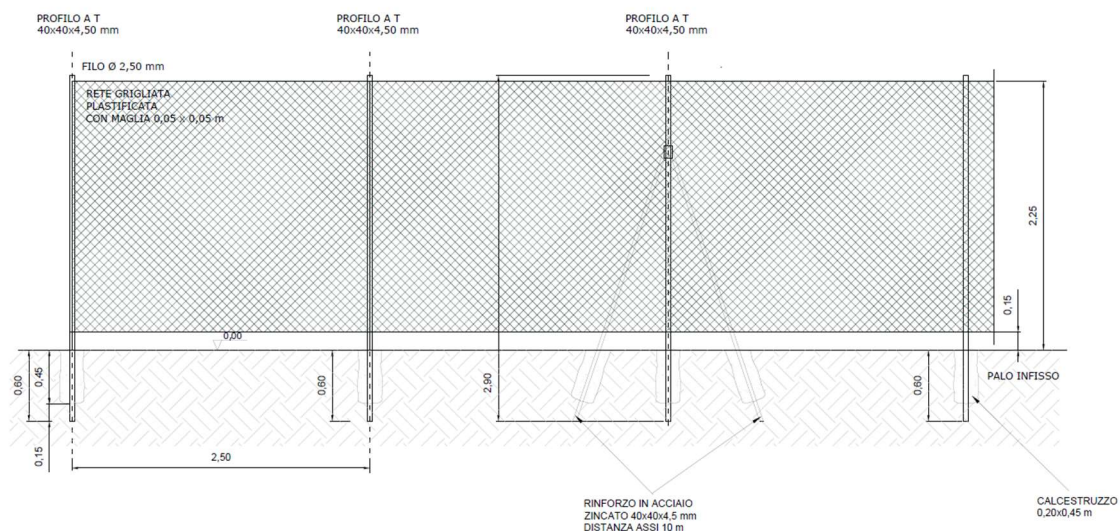 PROFILO A T
40x40x4,50 mm
PROFILO A T
40x40x4,50 mm
PROFILO A T
40x40x4,50 mm
FILO Ø 2,50 mm
RETE GRIGLIATA
PLASTIFICATA
CON MAGLIA 0,05 x 0,05 m
2,25
0,15
0,00
0,60
0,45
0,60
2,90
0,60
PALO INFISSO
0,15
2,50
RINFORZO IN ACCIAIO
ZINCATO 40x40x4,5 mm
DISTANZA ASSI 10 m
CALCESTRUZZO
0,20x0,45 m